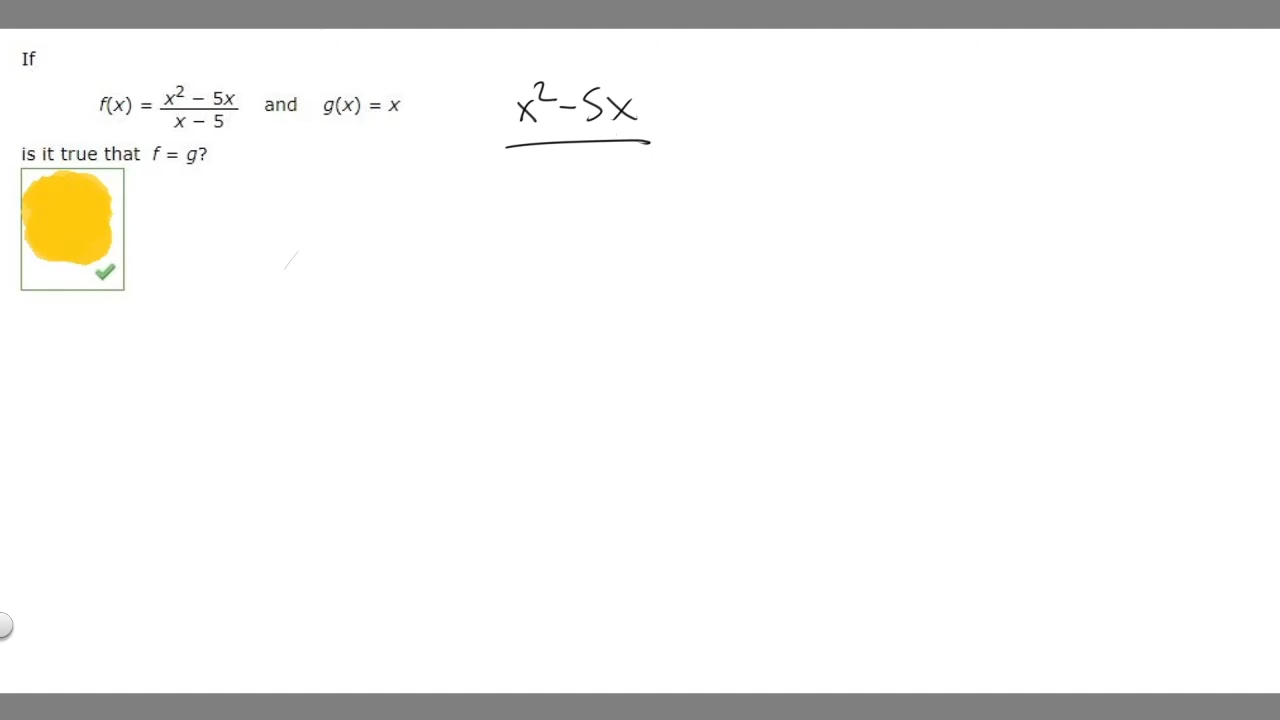 If
f(x) = x² − 5x / x − 5 and g(x) = x
is it true that f = g?
x² − 5x